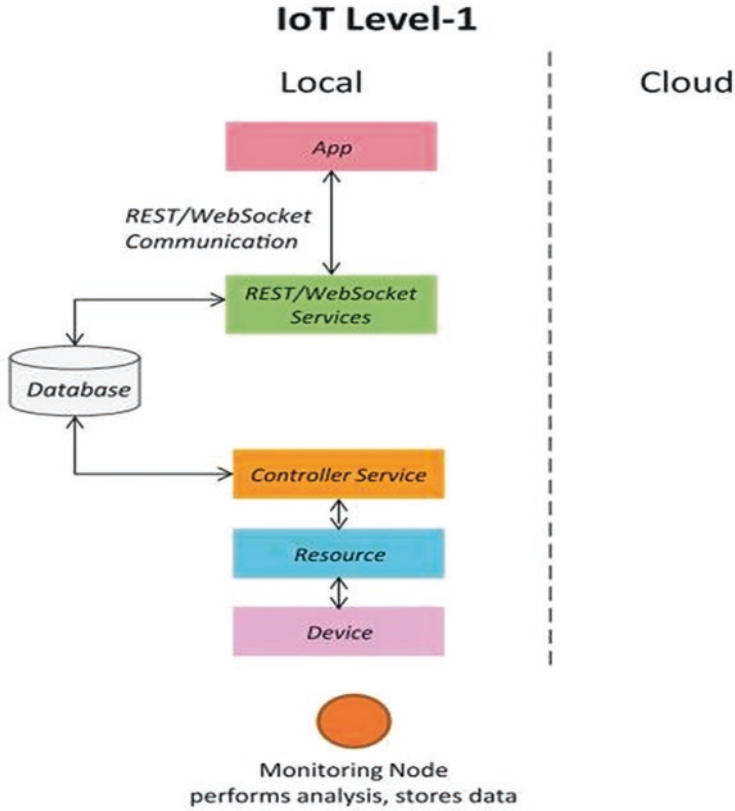 IoT Level-1
Local
Cloud
App
REST/WebSocket
Communication
REST/WebSocket
Services
Database
Controller Service
Resource
Device
Monitoring Node
performs analysis, stores data